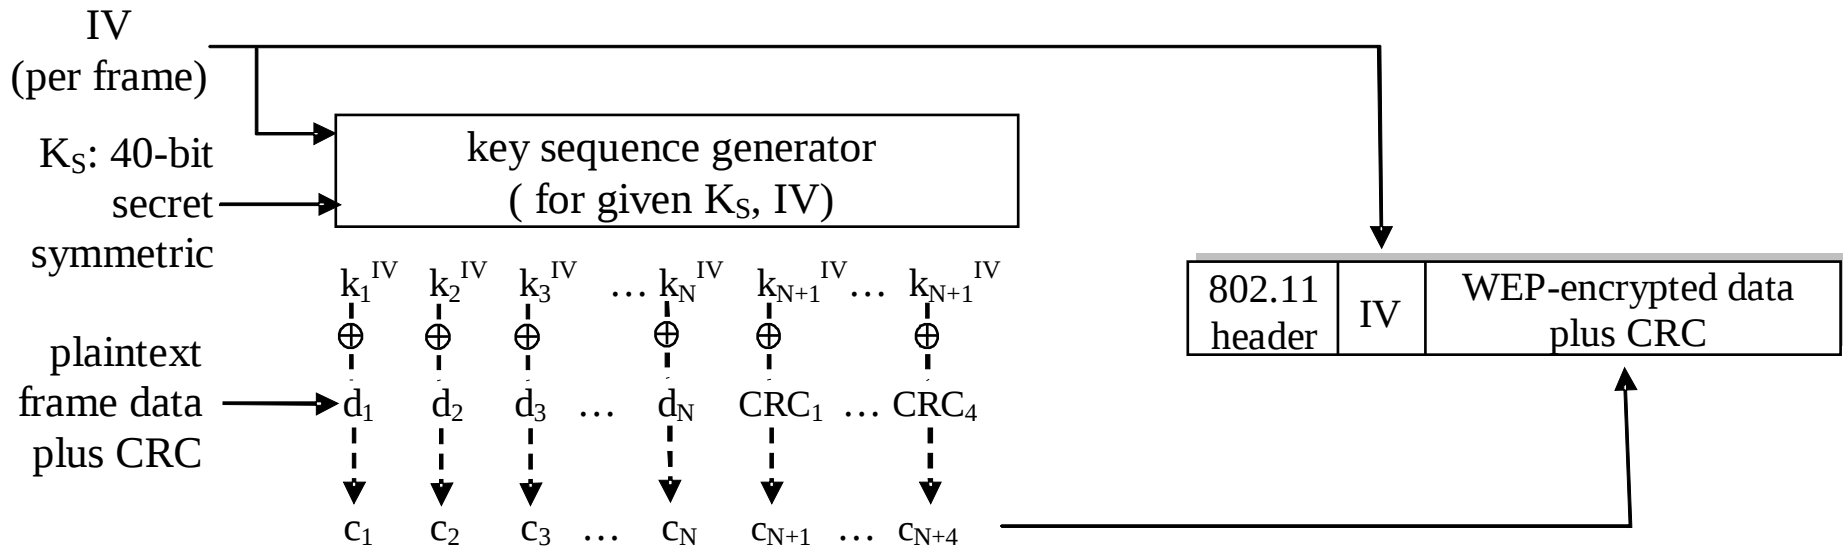 IV
(per frame)
K_S: 40-bit
secret
symmetric
key sequence generator
( for given K_S, IV)
k_1^IV k_2^IV k_3^IV … k_N^IV k_N+1^IV … k_N+1^IV
plaintext
frame data
plus CRC
d_1 d_2 d_3 … d_N CRC_1 … CRC_4
c_1 c_2 c_3 … c_N c_N+1 … c_N+4
802.11
header
IV
WEP-encrypted data
plus CRC